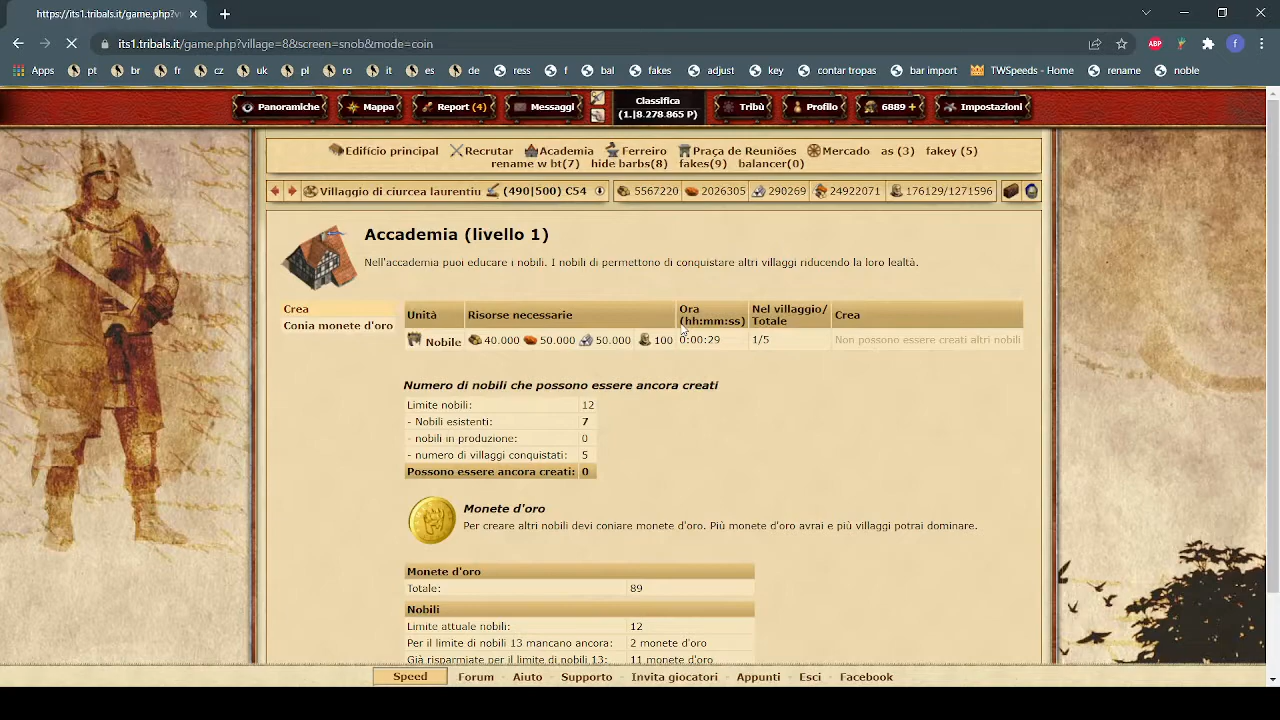 https://its1.tribals.it/game.php?v
its1.tribals.it/game.php?village=8&screen=snob&mode=coin
ABP f
Apps pt br fr cz uk pl ro it es de ress f bal fakes adjust key contar tropas bar import TWSpeeds - Home rename noble
Panoramiche Mappa Report (4) Messaggi Classifica Tribù Profilo 6889 + Impostazioni
(1.|8.278.865 P)
Edifício principal Recrutar Academia Ferreiro Praça de Reuniões Mercado as (3) fakey (5)
rename w bt(7) hide barbs(8) fakes(9) balancer(0)
Villaggio di ciurcea laurentiu (490|500) C54 5567220 2026305 290269 24922071 176129/1271596
Accademia (livello 1)
Nell'accademia puoi educare i nobili. I nobili di permettono di conquistare altri villaggi riducendo la loro lealtà.
Crea
Conia monete d'oro
Unità Risorse necessarie Ora (hh:mm:ss) Nel villaggio/ Totale Crea
Nobile 40.000 50.000 50.000 100 0:00:29 1/5 Non possono essere creati altri nobili
Numero di nobili che possono essere ancora creati
Limite nobili: 12
- Nobili esistenti: 7
- nobili in produzione: 0
- numero di villaggi conquistati: 5
Possono essere ancora creati: 0
Monete d'oro
Per creare altri nobili devi coniare monete d'oro. Più monete d'oro avrai e più villaggi potrai dominare.
Monete d'oro
Totale: 89
Nobili
Limite attuale nobili: 12
Per il limite di nobili 13 mancano ancora: 2 monete d'oro
Già risparmiate per il limite di nobili 13: 11 monete d'oro
Speed Forum Aiuto Supporto Invita giocatori Appunti Esci Facebook